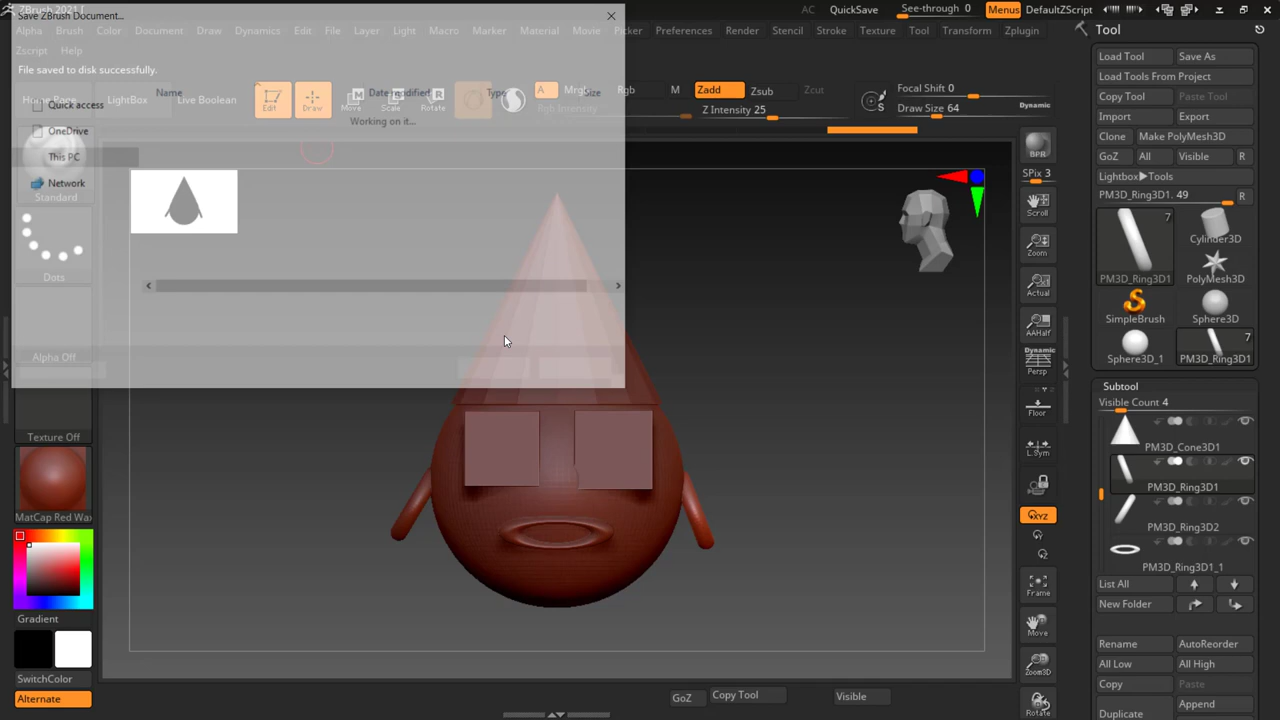 ZBrush 2021 [
Save ZBrush Document...
AC QuickSave See-through 0 Menus DefaultZScript
Alpha Brush Color Document Draw Dynamics Edit File Layer Light Macro Marker Material Movie Picker Preferences Render Stencil Stroke Texture Tool Transform Zplugin
Zscript Help
File saved to disk successfully.
Home Page LightBox Live Boolean
Edit Draw Move Scale Rotate
A Mrgb Rgb M
Rgb Intensity
Zadd Zsub Zcut
Z Intensity 25
Focal Shift 0
Draw Size 64 Dynamic
Name Date modified Type Size
Working on it...
Quick access
OneDrive
This PC
Network
Standard
Dots
Alpha Off
Texture Off
MatCap Red Wax
Gradient
SwitchColor
Alternate
BPR
SPix 3
Scroll
Zoom
Actual
AAHalf
Dynamic
Persp
Floor
L.Sym
XYZ
Y
Z
Frame
Move
Zoom3D
Rotate
Tool
Load Tool Save As
Load Tools From Project
Copy Tool Paste Tool
Import Export
Clone Make PolyMesh3D
GoZ All Visible R
Lightbox▶Tools
PM3D_Ring3D1. 49 R
7
PM3D_Ring3D1
Cylinder3D
PolyMesh3D
SimpleBrush Sphere3D
7
Sphere3D_1 PM3D_Ring3D1
Subtool
Visible Count 4
PM3D_Cone3D1
PM3D_Ring3D1
PM3D_Ring3D2
PM3D_Ring3D1_1
List All
New Folder
Rename AutoReorder
All Low All High
Copy Paste
Duplicate Append
GoZ Copy Tool Visible